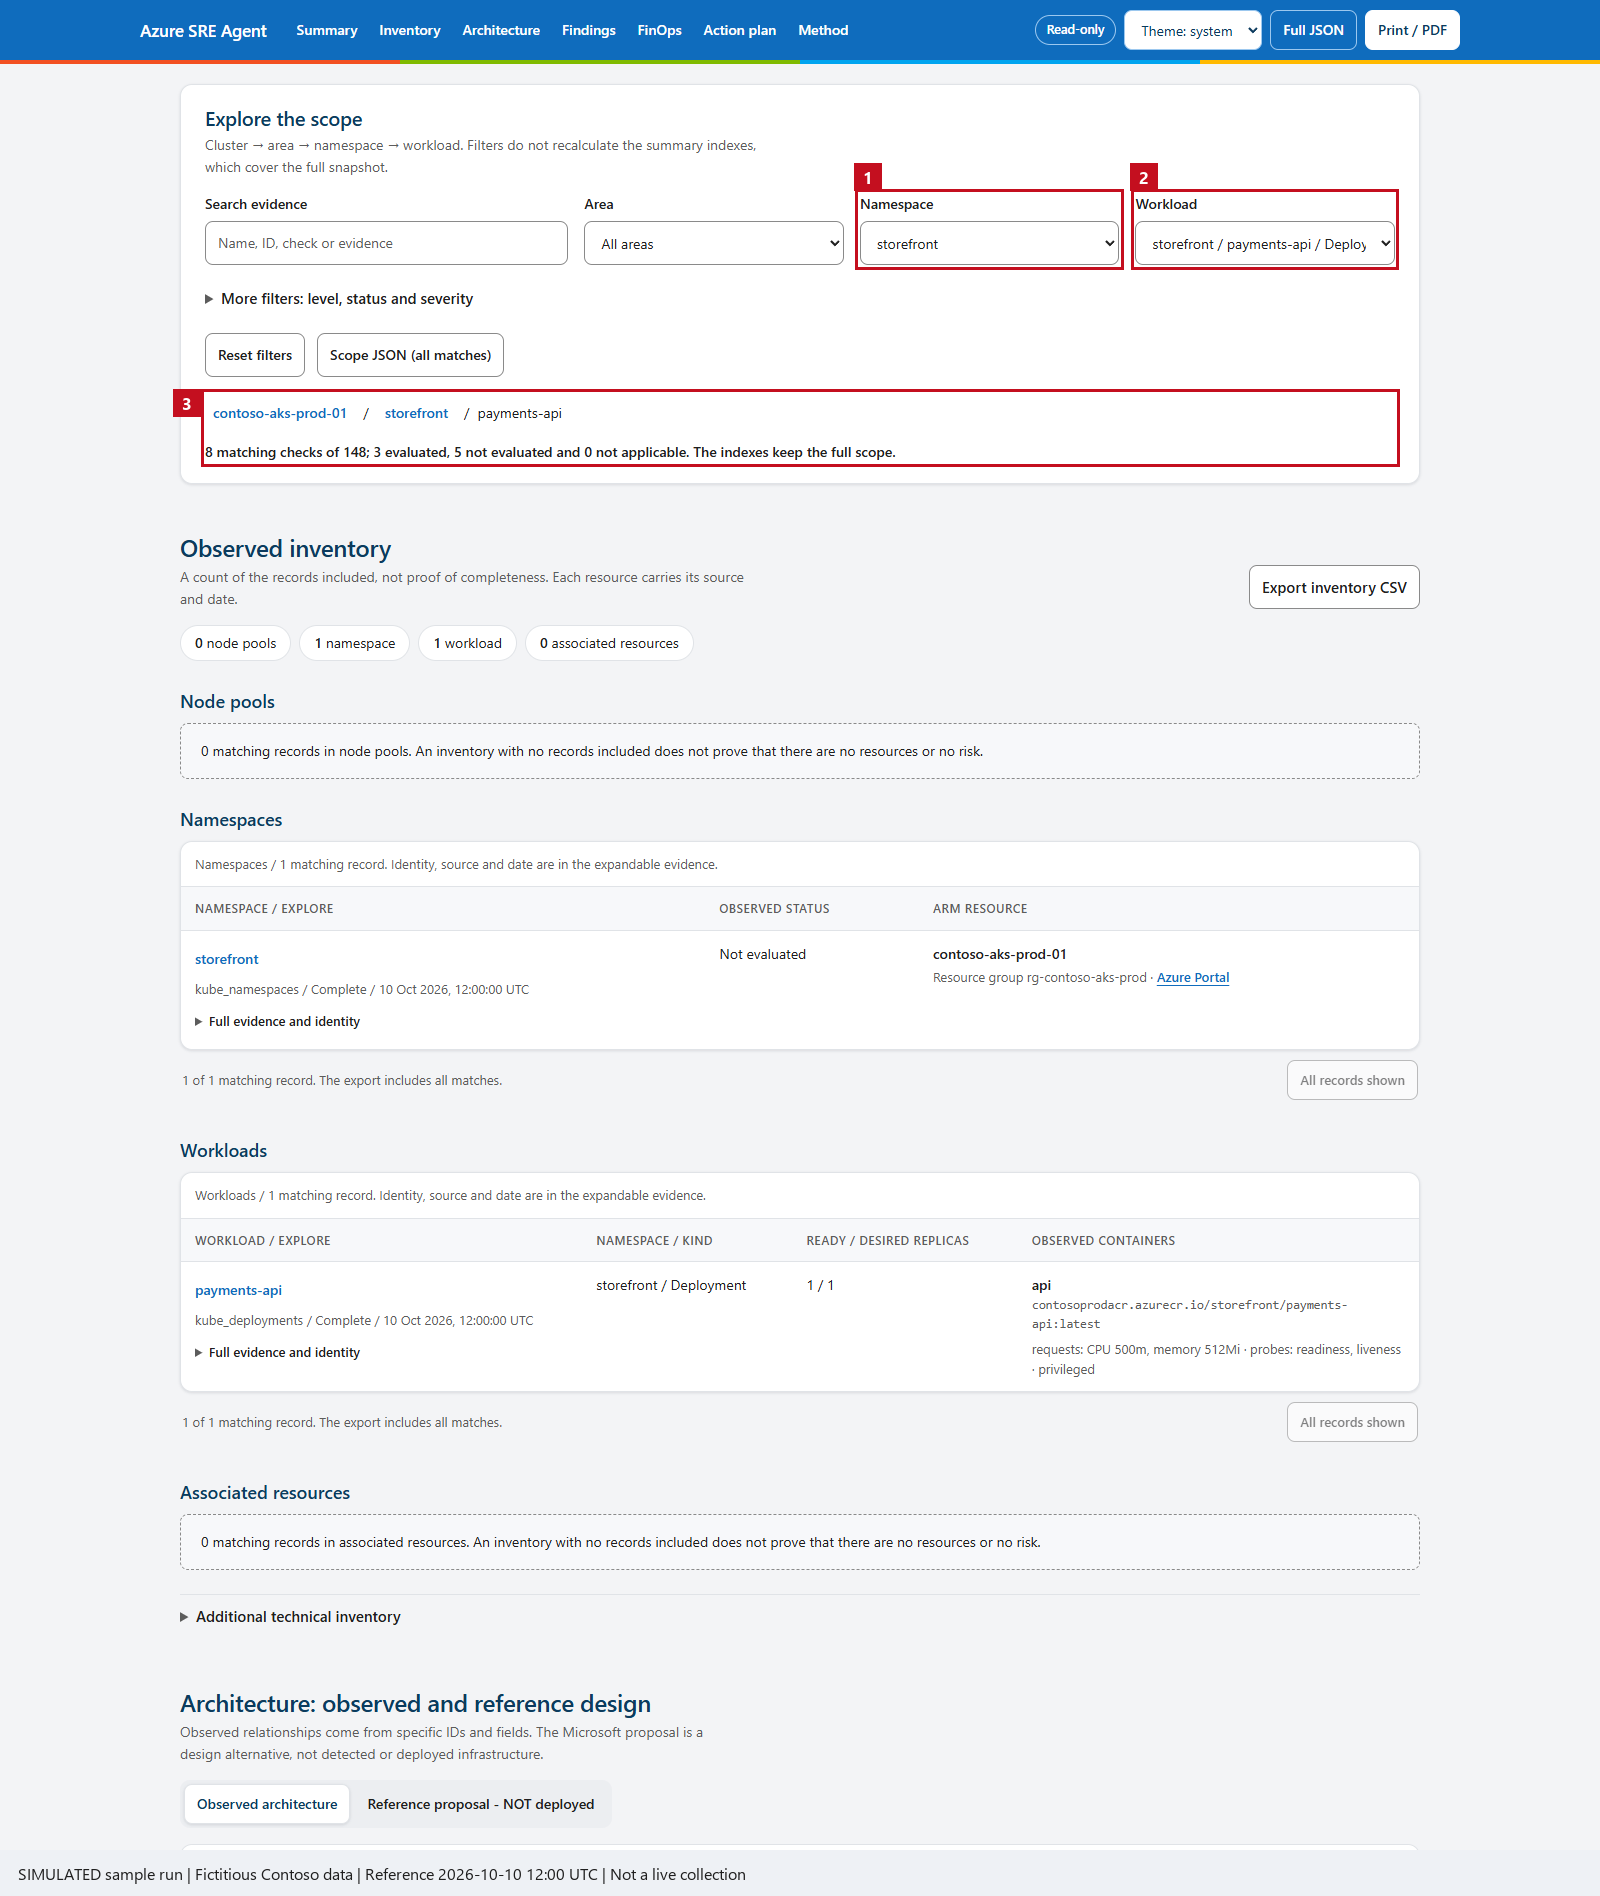 Azure SRE Agent
Summary
Inventory
Architecture
Findings
FinOps
Action plan
Method
Read-only
Theme: system
Full JSON
Print / PDF
Explore the scope
Cluster → area → namespace → workload. Filters do not recalculate the summary indexes,
which cover the full snapshot.
1
2
Search evidence
Area
Namespace
Workload
Name, ID, check or evidence
All areas
storefront
storefront / payments-api / Deploy
More filters: level, status and severity
Reset filters
Scope JSON (all matches)
3
contoso-aks-prod-01 / storefront / payments-api
8 matching checks of 148; 3 evaluated, 5 not evaluated and 0 not applicable. The indexes keep the full scope.
Observed inventory
A count of the records included, not proof of completeness. Each resource carries its source
and date.
Export inventory CSV
0 node pools
1 namespace
1 workload
0 associated resources
Node pools
0 matching records in node pools. An inventory with no records included does not prove that there are no resources or no risk.
Namespaces
Namespaces / 1 matching record. Identity, source and date are in the expandable evidence.
NAMESPACE / EXPLORE
OBSERVED STATUS
ARM RESOURCE
storefront
Not evaluated
contoso-aks-prod-01
Resource group rg-contoso-aks-prod · Azure Portal
kube_namespaces / Complete / 10 Oct 2026, 12:00:00 UTC
Full evidence and identity
1 of 1 matching record. The export includes all matches.
All records shown
Workloads
Workloads / 1 matching record. Identity, source and date are in the expandable evidence.
WORKLOAD / EXPLORE
NAMESPACE / KIND
READY / DESIRED REPLICAS
OBSERVED CONTAINERS
payments-api
storefront / Deployment
1 / 1
api
contosoprodacr.azurecr.io/storefront/payments-
api:latest
requests: CPU 500m, memory 512Mi · probes: readiness, liveness
· privileged
kube_deployments / Complete / 10 Oct 2026, 12:00:00 UTC
Full evidence and identity
1 of 1 matching record. The export includes all matches.
All records shown
Associated resources
0 matching records in associated resources. An inventory with no records included does not prove that there are no resources or no risk.
Additional technical inventory
Architecture: observed and reference design
Observed relationships come from specific IDs and fields. The Microsoft proposal is a
design alternative, not detected or deployed infrastructure.
Observed architecture
Reference proposal - NOT deployed
SIMULATED sample run | Fictitious Contoso data | Reference 2026-10-10 12:00 UTC | Not a live collection